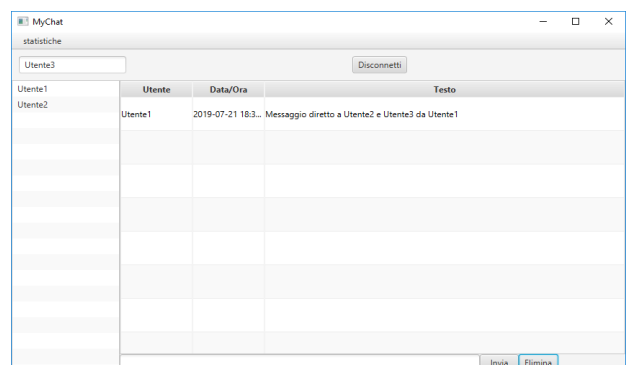 MyChat
statistiche
Utente3 Disconnetti
Utente1
Utente2
Utente Data/Ora Testo
Utente1 2019-07-21 18:3... Messaggio diretto a Utente2 e Utente3 da Utente1
Invia Elimina